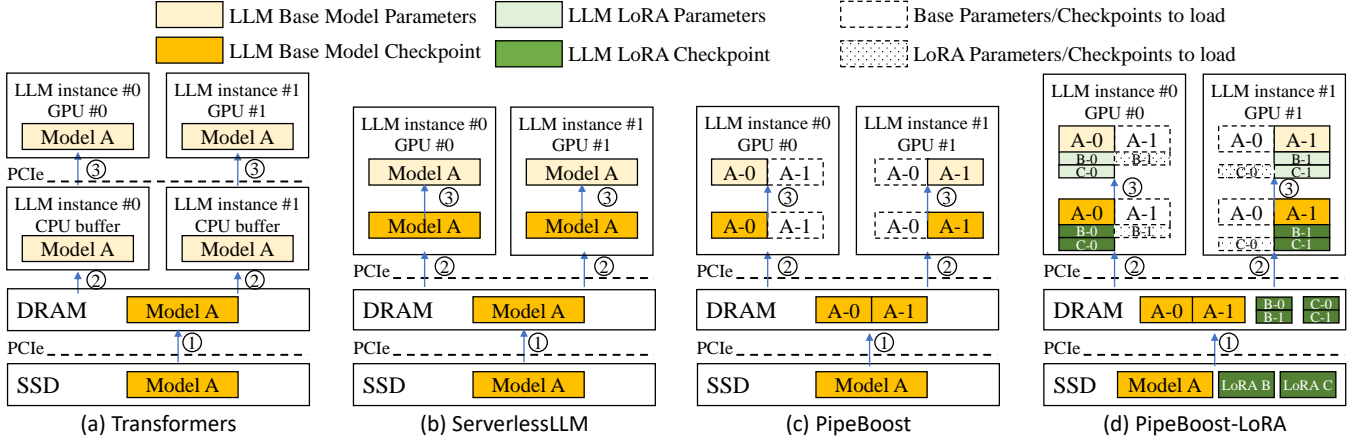 LLM Base Model Parameters
LLM LoRA Parameters
Base Parameters/Checkpoints to load
LLM Base Model Checkpoint
LLM LoRA Checkpoint
LoRA Parameters/Checkpoints to load
LLM instance #0
GPU #0
Model A
LLM instance #1
GPU #1
Model A
③
③
PCIe
LLM instance #0
CPU buffer
Model A
LLM instance #1
CPU buffer
Model A
②
②
DRAM
Model A
PCIe
①
SSD
Model A
(a) Transformers
LLM instance #0
GPU #0
Model A
③
Model A
LLM instance #1
GPU #1
Model A
③
Model A
PCIe
②
②
DRAM
Model A
PCIe
①
SSD
Model A
(b) ServerlessLLM
LLM instance #0
GPU #0
A-0 A-1
③
A-0 A-1
LLM instance #1
GPU #1
A-0 A-1
③
A-0 A-1
PCIe
②
②
DRAM
A-0 A-1
PCIe
①
SSD
Model A
(c) PipeBoost
LLM instance #0
GPU #0
A-0 A-1
B-0 B-1
C-0
③
A-0 A-1
B-0 B-1
C-0
LLM instance #1
GPU #1
A-0 A-1
B-1
C-0 C-1
③
A-0 A-1
B-1
C-0 C-1
PCIe
②
②
DRAM
A-0 A-1
B-0
B-1
C-0
C-1
PCIe
①
SSD
Model A
LoRA B
LoRA C
(d) PipeBoost-LoRA